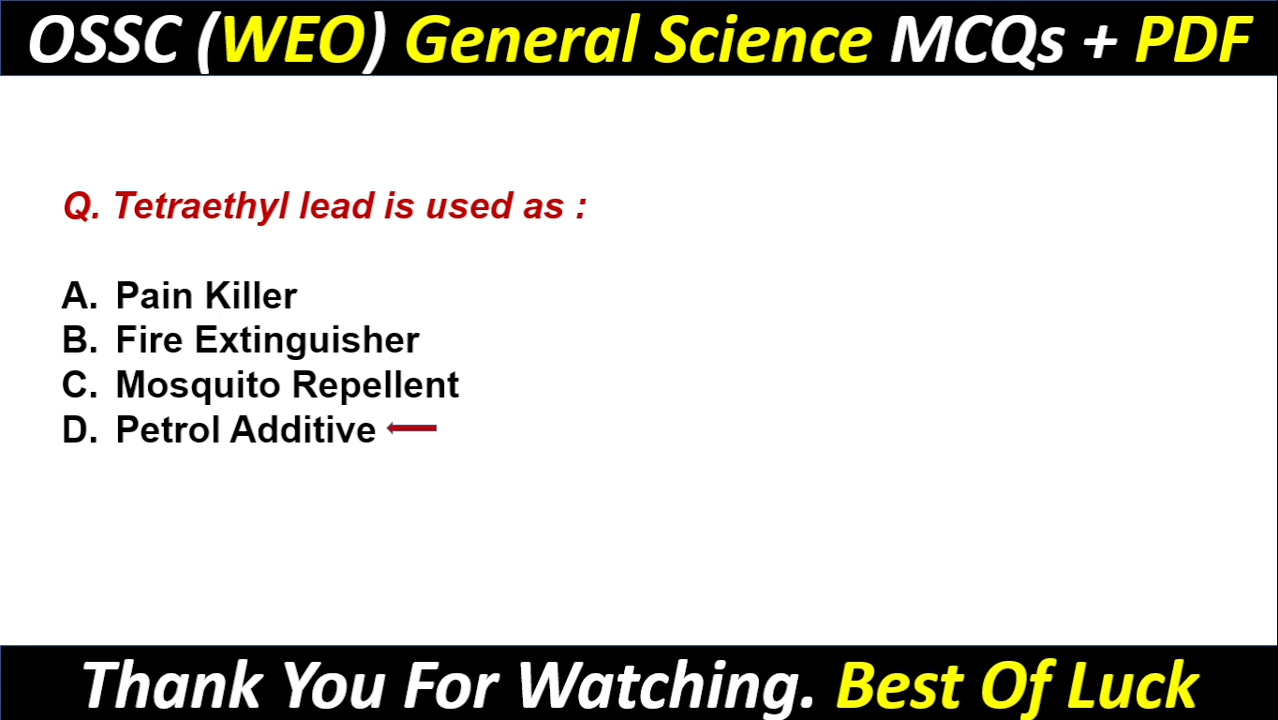 OSSC (WEO) General Science MCQs + PDF
Q. Tetraethyl lead is used as :
A. Pain Killer
B. Fire Extinguisher
C. Mosquito Repellent
D. Petrol Additive
Thank You For Watching. Best Of Luck